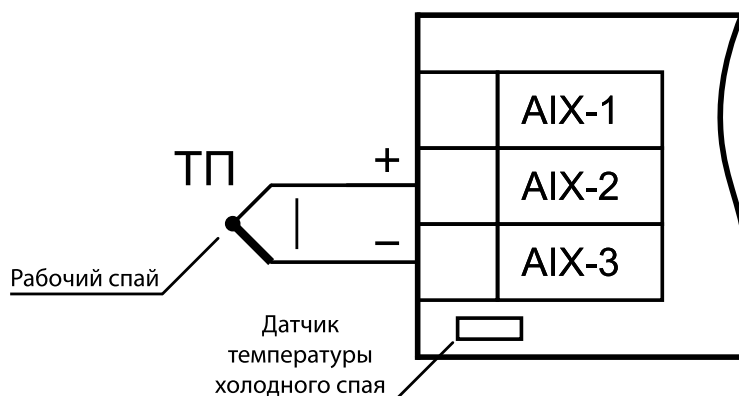 AIX-1
ТП
+
AIX-2
–
AIX-3
Рабочий спай
Датчик
температуры
холодного спая